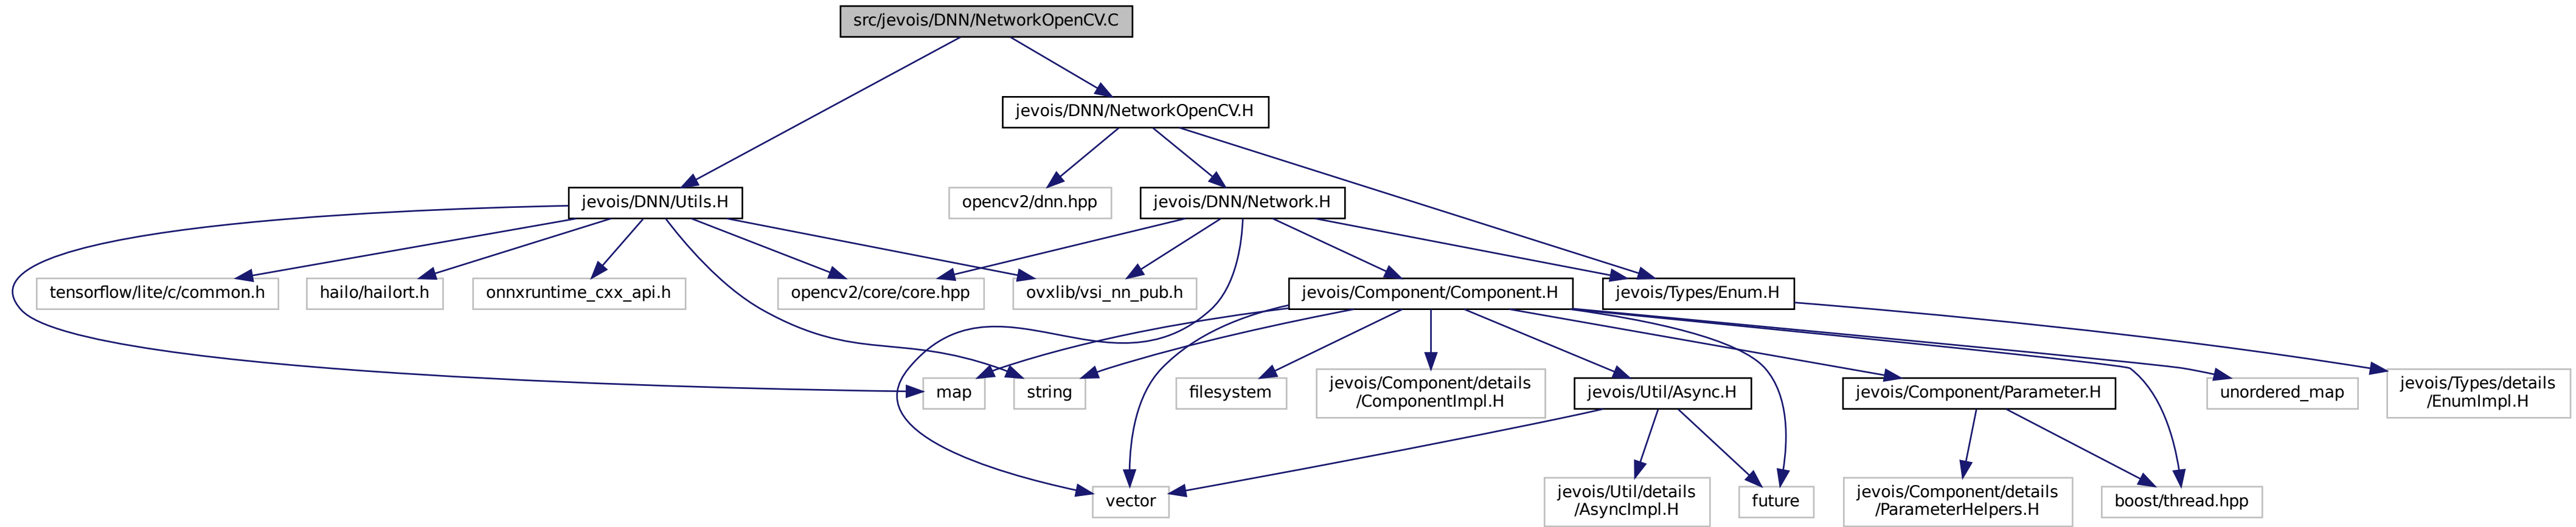 src/jevois/DNN/NetworkOpenCV.C
jevois/DNN/NetworkOpenCV.H
jevois/DNN/Utils.H
opencv2/dnn.hpp
jevois/DNN/Network.H
tensorflow/lite/c/common.h
hailo/hailort.h
onnxruntime_cxx_api.h
opencv2/core/core.hpp
ovxlib/vsi_nn_pub.h
jevois/Component/Component.H
jevois/Types/Enum.H
map
string
filesystem
jevois/Component/details
/ComponentImpl.H
jevois/Util/Async.H
jevois/Component/Parameter.H
unordered_map
jevois/Types/details
/EnumImpl.H
vector
jevois/Util/details
/AsyncImpl.H
future
jevois/Component/details
/ParameterHelpers.H
boost/thread.hpp